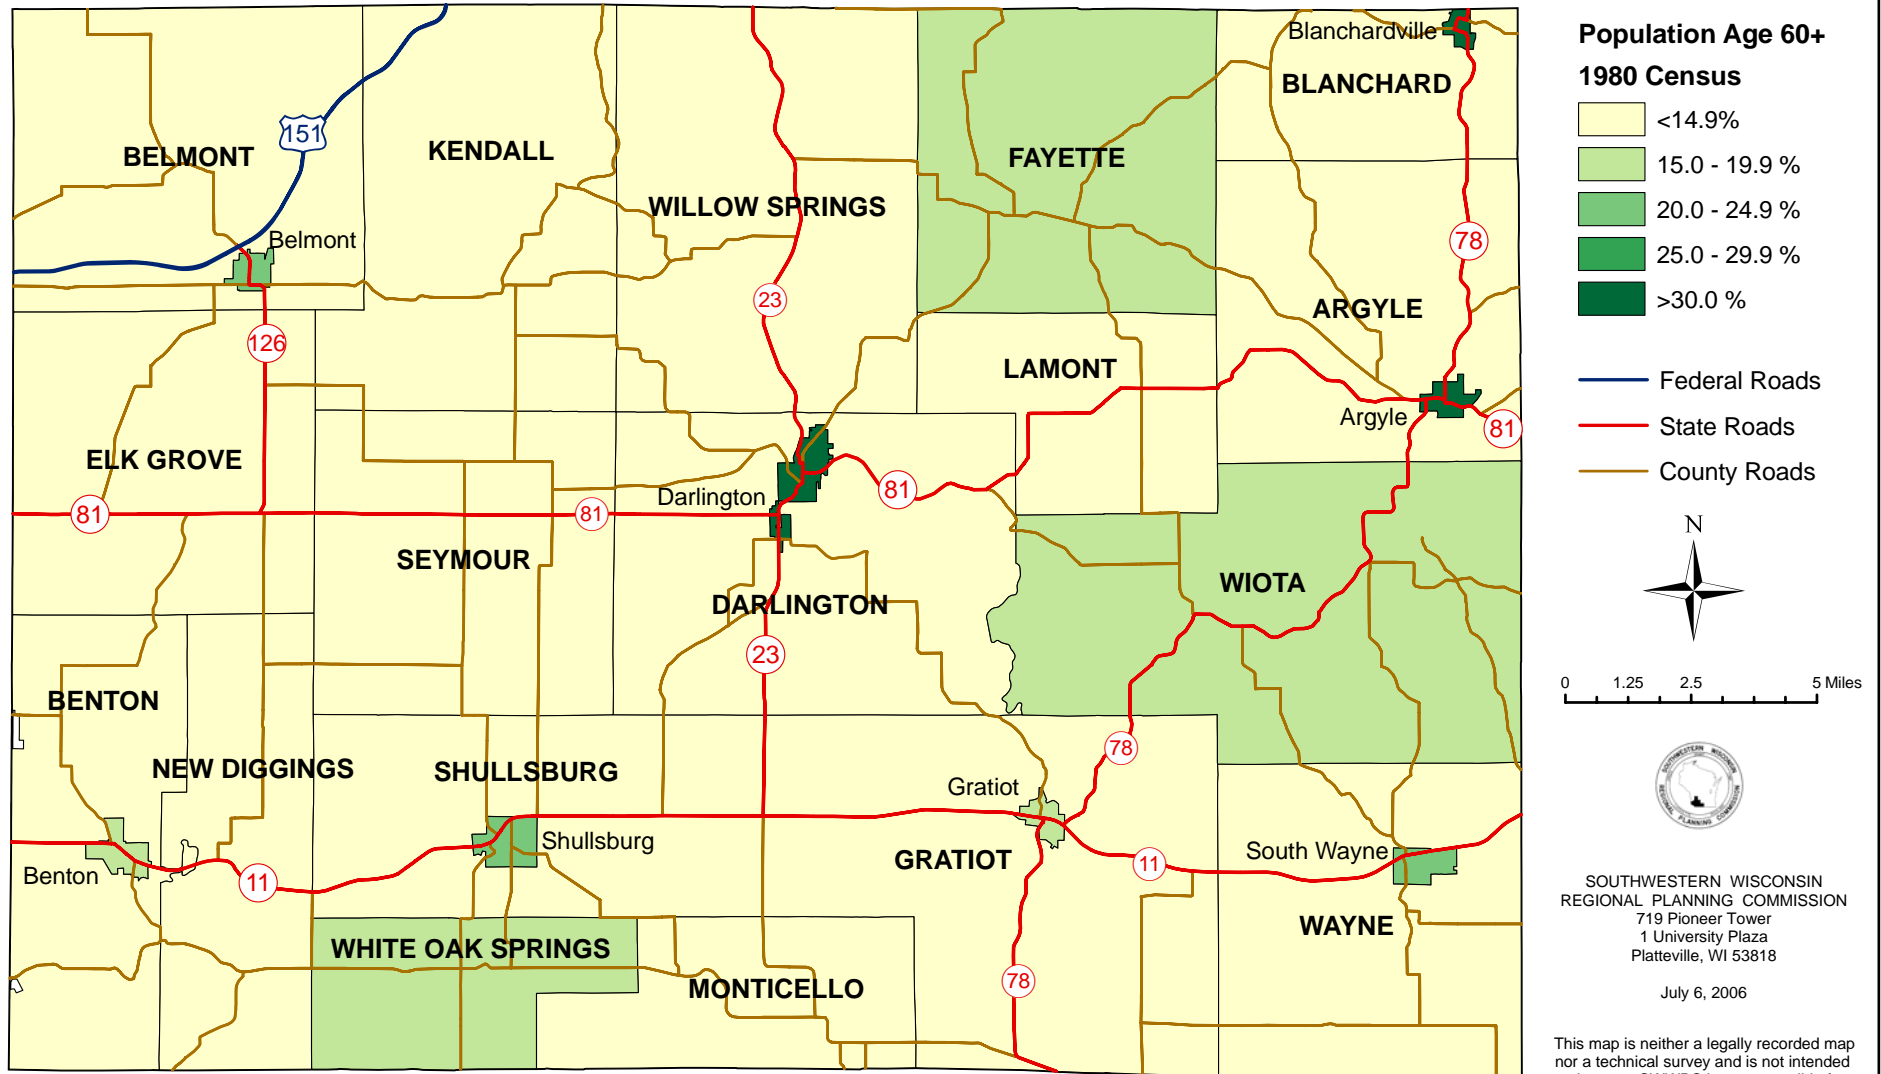 Blanchardville
BLANCHARD
151
BELMONT
KENDALL
FAYETTE
WILLOW SPRINGS
Belmont
78
23
ARGYLE
126
LAMONT
Argyle
81
ELK GROVE
Darlington
81
81
81
SEYMOUR
WIOTA
DARLINGTON
23
BENTON
78
NEW DIGGINGS
SHULLSBURG
Gratiot
Shullsburg
South Wayne
GRATIOT
11
Benton
11
WAYNE
WHITE OAK SPRINGS
78
MONTICELLO
Population Age 60+
1980 Census
<14.9%
15.0 - 19.9 %
20.0 - 24.9 %
25.0 - 29.9 %
>30.0 %
Federal Roads
State Roads
County Roads
N
0 1.25 2.5 5 Miles
SOUTHWESTERN WISCONSIN
REGIONAL PLANNING COMMISSION
SOUTHWESTERN WISCONSIN
REGIONAL PLANNING COMMISSION
719 Pioneer Tower
1 University Plaza
Platteville, WI 53818
July 6, 2006
This map is neither a legally recorded map
nor a technical survey and is not intended